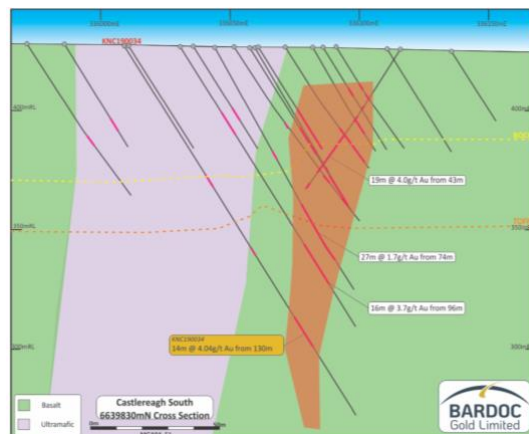 KNC190034
400mRL
19m @ 4.0g/t Au from 43m
27m @ 1.7g/t Au from 74m
16m @ 3.7g/t Au from 96m
KNC190034
14m @ 4.04g/t Au from 130m
Basalt
Ultramafic
Castlereagh South
6639830mN Cross Section
BARDOC
Gold Limited